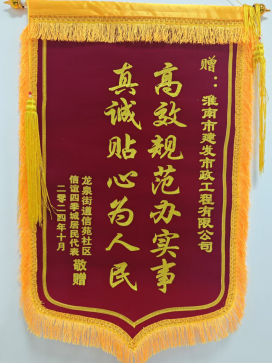 赠：淮南市建发市政工程有限公司
高效规范办实事
真诚贴心为人民
龙泉街道信苑社区
信谊四季城居民代表 敬赠
二零二四年十月